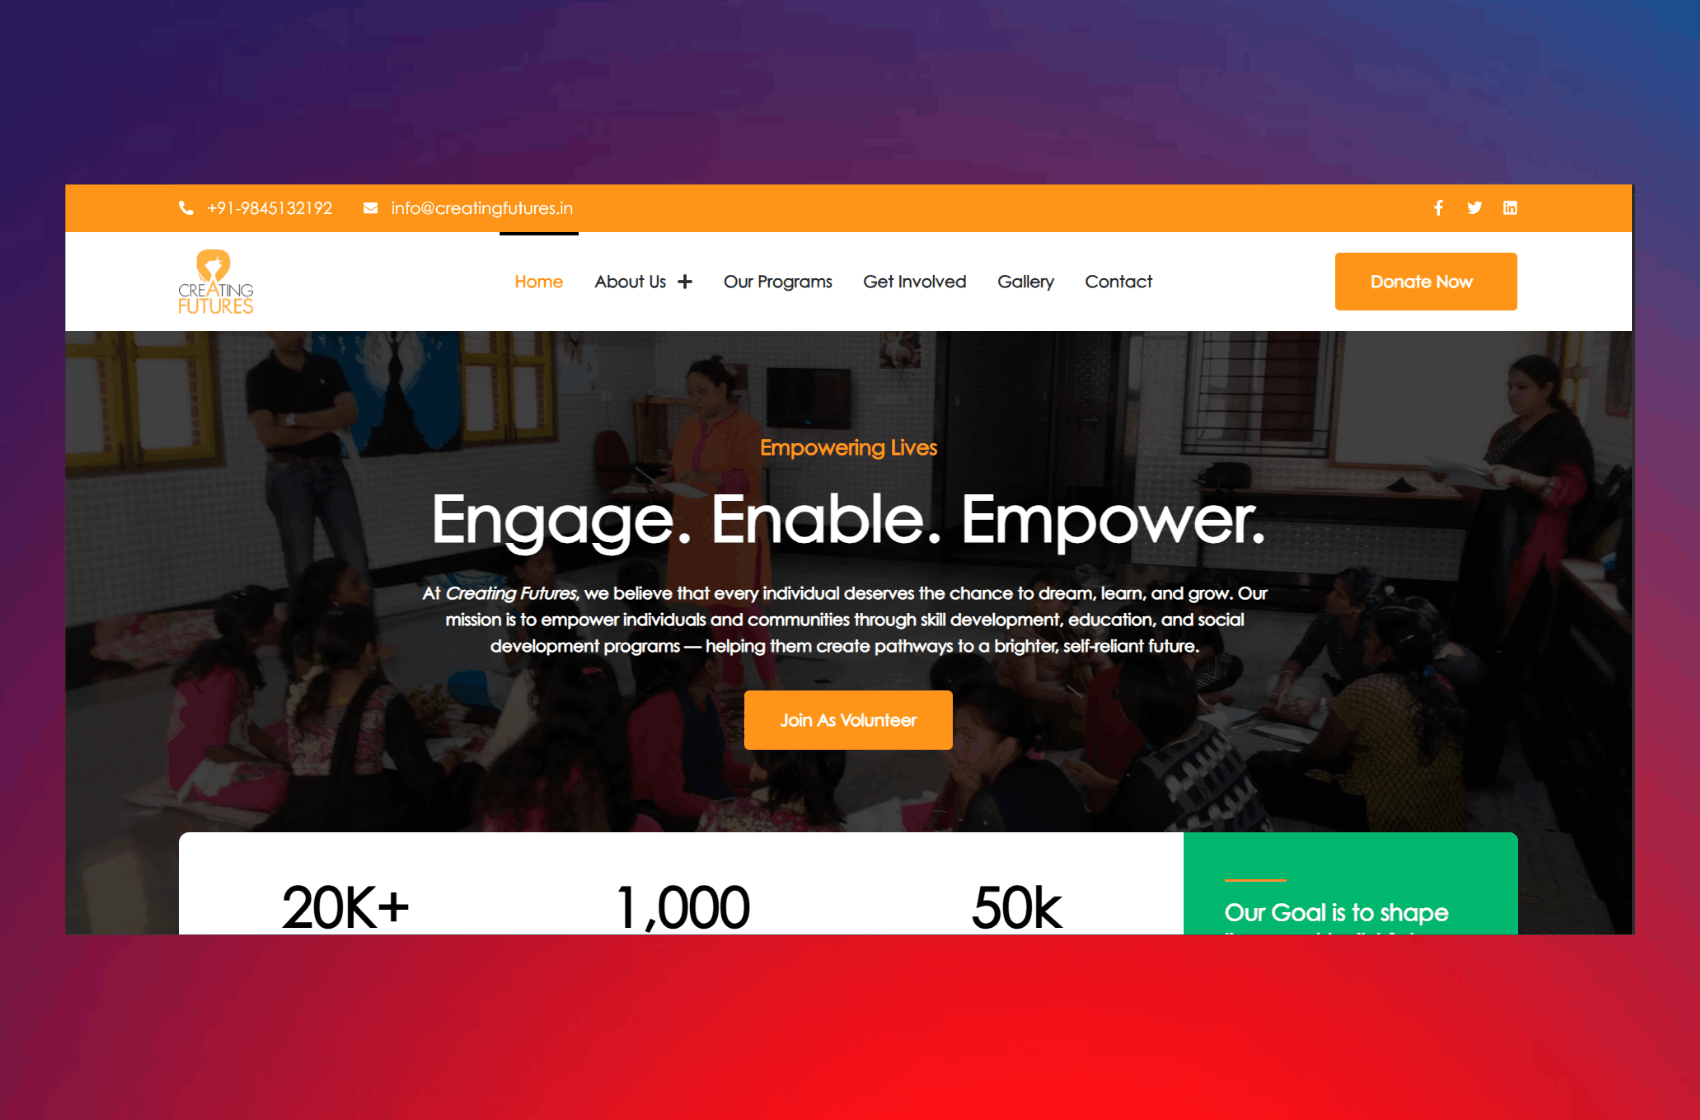 +91-9845132192 info@creatingfutures.in
CREATING
FUTURES
Home About Us + Our Programs Get Involved Gallery Contact
Donate Now
Empowering Lives
Engage. Enable. Empower.
At Creating Futures, we believe that every individual deserves the chance to dream, learn, and grow. Our
mission is to empower individuals and communities through skill development, education, and social
development programs — helping them create pathways to a brighter, self-reliant future.
Join As Volunteer
20K+ 1,000 50k
Our Goal is to shape